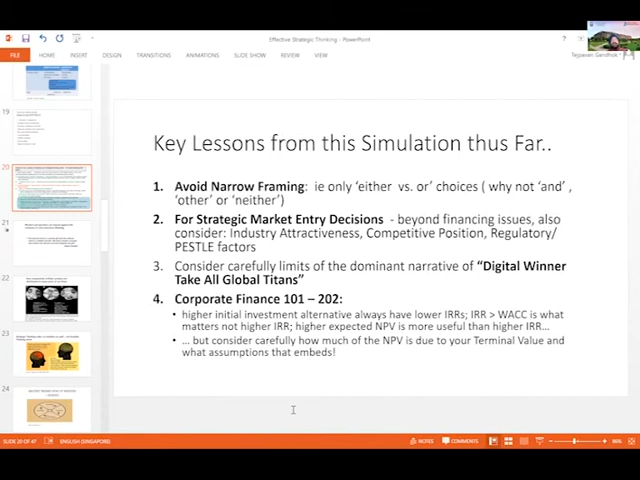 Effective Strategic Thinking - PowerPoint
FILE HOME INSERT DESIGN TRANSITIONS ANIMATIONS SLIDE SHOW REVIEW VIEW
19
20
21
22
23
24
Key Lessons from this Simulation thus Far..
1. Avoid Narrow Framing: ie only 'either vs. or' choices ( why not 'and' ,
'other' or 'neither')
2. For Strategic Market Entry Decisions - beyond financing issues, also
consider: Industry Attractiveness, Competitive Position, Regulatory/
PESTLE factors
3. Consider carefully limits of the dominant narrative of "Digital Winner
Take All Global Titans"
4. Corporate Finance 101 – 202:
• higher initial investment alternative always have lower IRRs; IRR > WACC is what
matters not higher IRR; higher expected NPV is more useful than higher IRR...
• ... but consider carefully how much of the NPV is due to your Terminal Value and
what assumptions that embeds!
SLIDE 20 OF 47 ENGLISH (SINGAPORE) NOTES COMMENTS